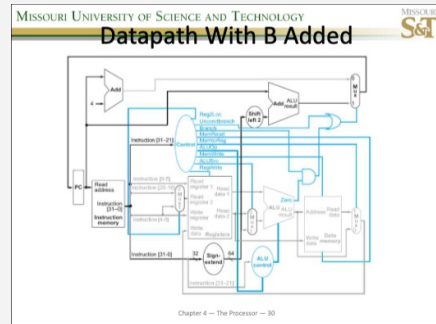 MISSOURI UNIVERSITY OF SCIENCE AND TECHNOLOGY
MISSOURI
S&T
Datapath With B Added
Add
4
Add
ALU
result
0
M
u
x
1
Shift
left 2
Reg2Loc
UncondBranch
Branch
MemRead
MemtoReg
ALUOp
MemWrite
ALUSrc
RegWrite
Instruction [31–21]
Control
PC
Read
address
Instruction
[31–0]
Instruction
memory
Instruction [9–5]
Instruction [20–16]
Instruction [4–0]
Read
register 1
Read
register 2
Write
register
Write
data
Read
data 1
Read
data 2
Registers
Zero
ALU
ALU
result
Address
Read
data
Write
data
Data
memory
Instruction [31–0]
32
Sign-
extend
64
ALU
control
Instruction [31–21]
Chapter 4 — The Processor — 30